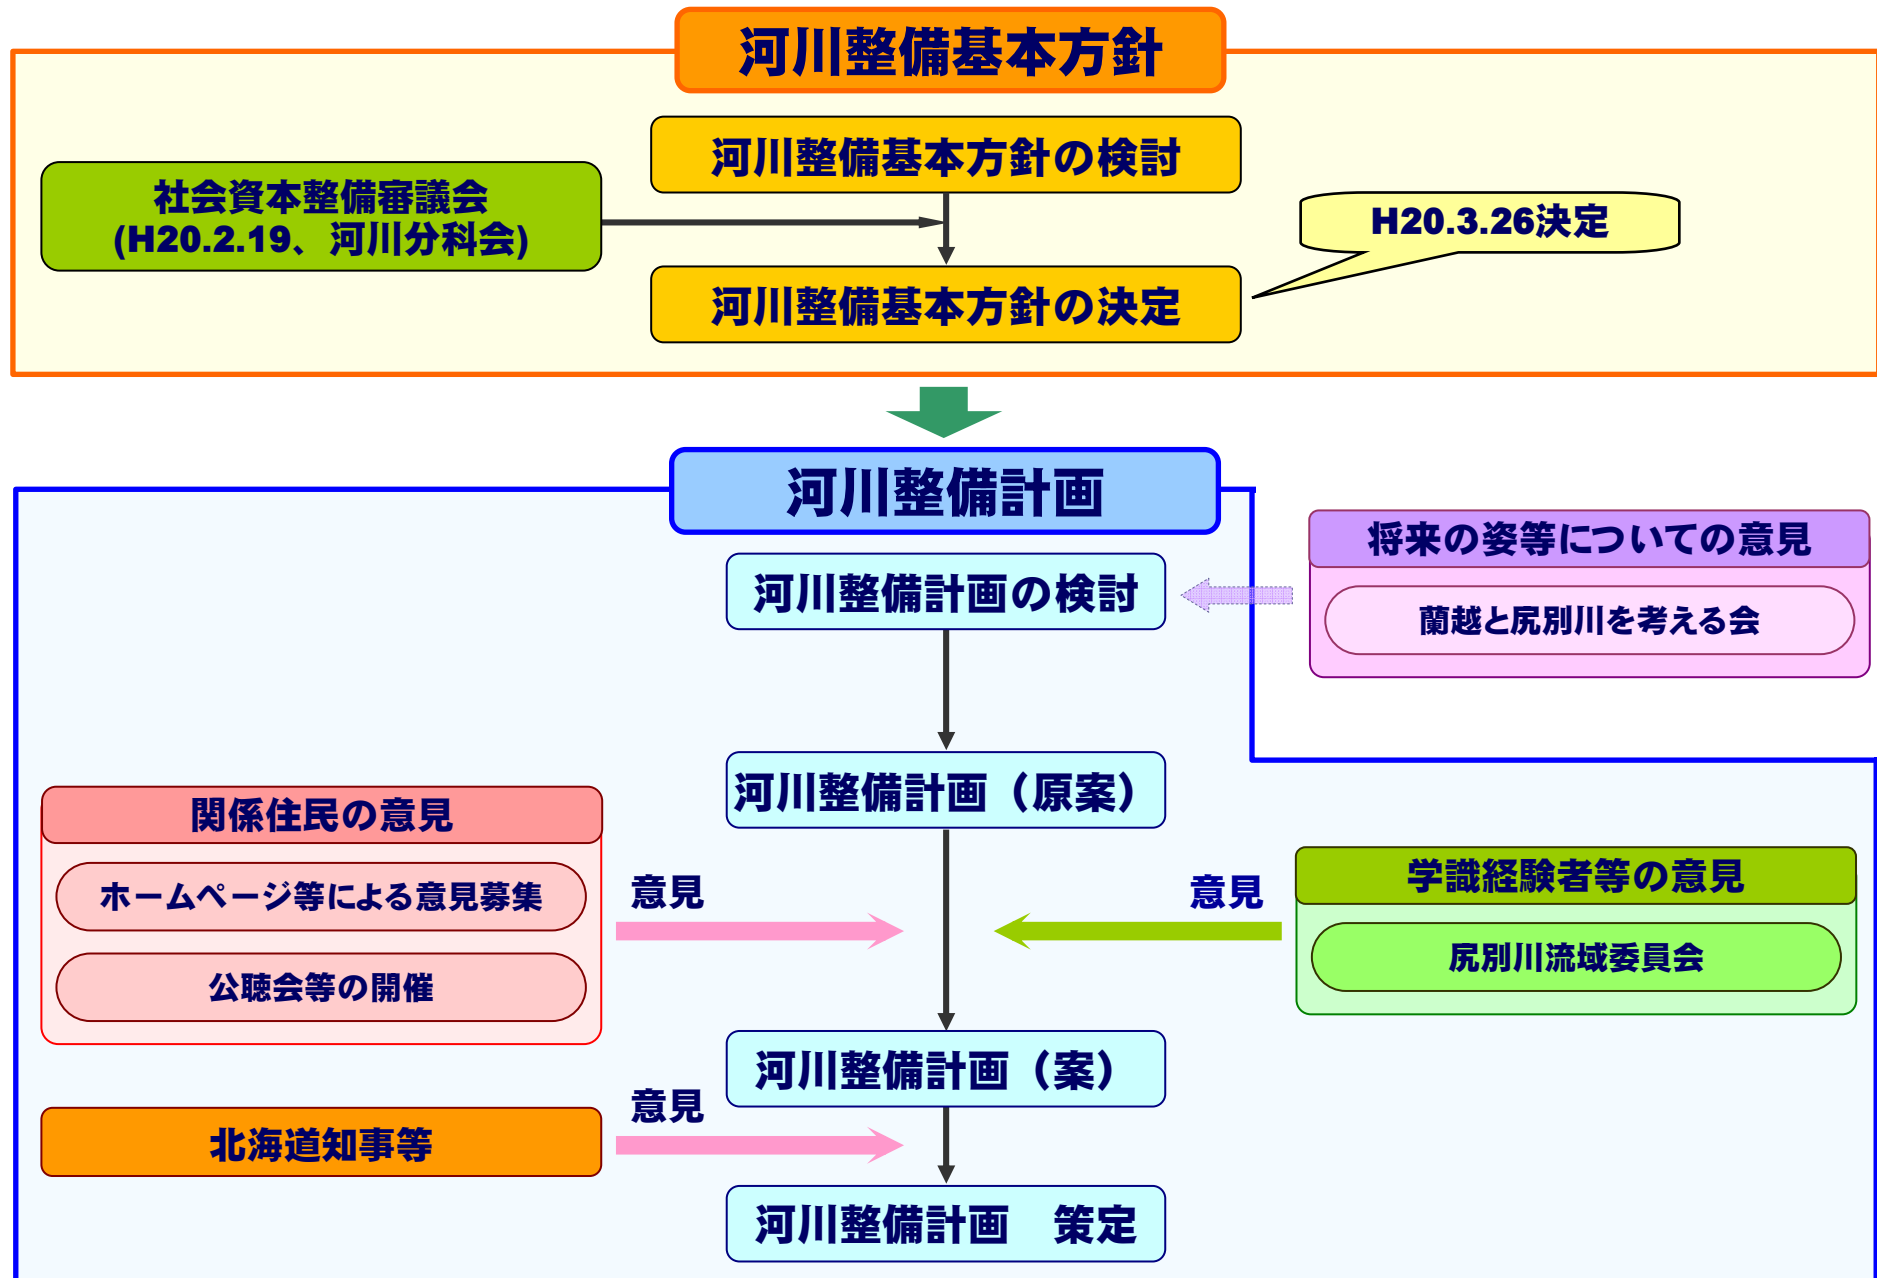 河川整備基本方針
河川整備基本方針の検討
社会資本整備審議会
(H20.2.19、河川分科会)
H20.3.26決定
河川整備基本方針の決定
河川整備計画
将来の姿等についての意見
河川整備計画の検討
蘭越と尻別川を考える会
河川整備計画（原案）
関係住民の意見
ホームページ等による意見募集
公聴会等の開催
意見
意見
学識経験者等の意見
尻別川流域委員会
河川整備計画（案）
意見
北海道知事等
河川整備計画　策定